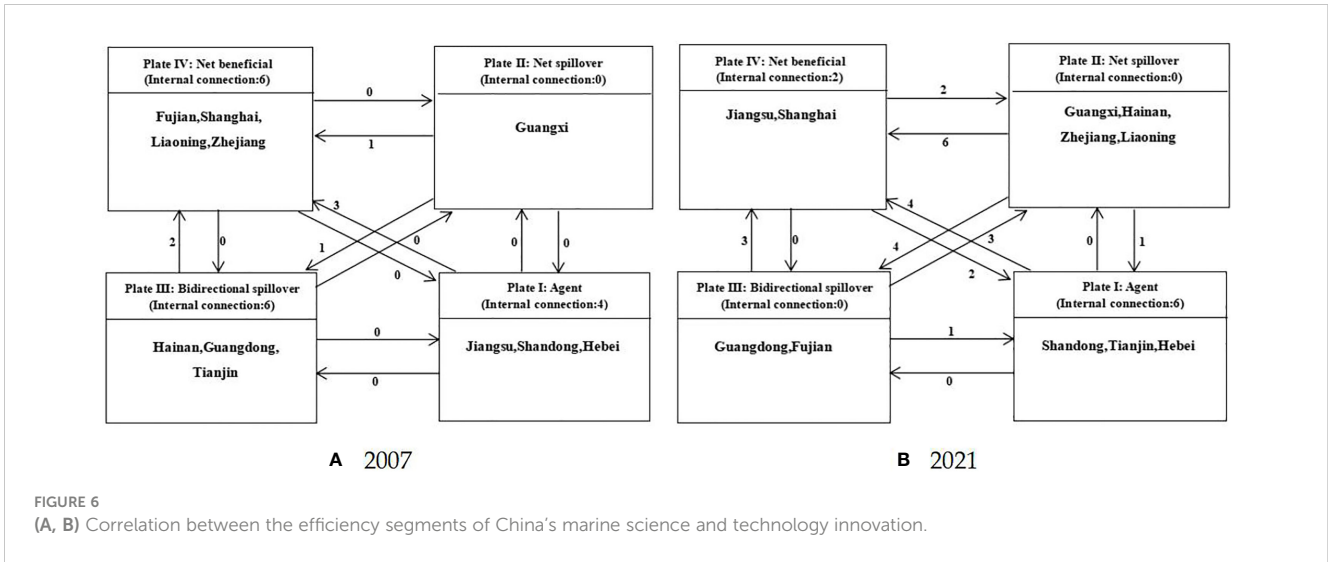 Plate IV: Net beneficial
(Internal connection:6)
Fujian,Shanghai,
Liaoning,Zhejiang
0
1
Plate II: Net spillover
(Internal connection:0)
Guangxi
2
0
3
0
1
0
0
0
Plate III: Bidirectional spillover
(Internal connection:6)
Hainan,Guangdong,
Tianjin
0
0
Plate I: Agent
(Internal connection:4)
Jiangsu,Shandong,Hebei
A 2007
Plate IV: Net beneficial
(Internal connection:2)
Jiangsu,Shanghai
2
6
Plate II: Net spillover
(Internal connection:0)
Guangxi,Hainan,
Zhejiang,Liaoning
3
0
4
2
4
3
0
1
Plate III: Bidirectional spillover
(Internal connection:0)
Guangdong,Fujian
1
0
Plate I: Agent
(Internal connection:6)
Shandong,Tianjin,Hebei
B 2021
FIGURE 6
(A, B) Correlation between the efficiency segments of China's marine science and technology innovation.